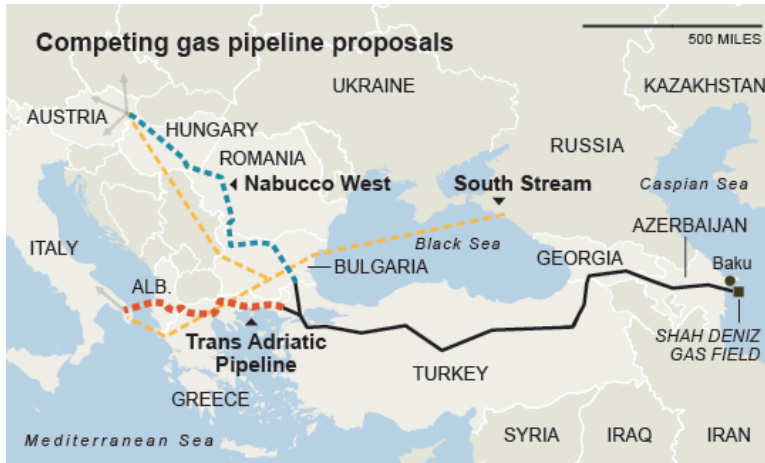 Competing gas pipeline proposals
500 MILES
UKRAINE
KAZAKHSTAN
AUSTRIA
HUNGARY
RUSSIA
ROMANIA
Nabucco West
South Stream
Caspian Sea
AZERBAIJAN
ITALY
Black Sea
GEORGIA
BULGARIA
Baku
ALB.
SHAH DENIZ
GAS FIELD
Trans Adriatic
Pipeline
TURKEY
GREECE
Mediterranean Sea
SYRIA
IRAQ
IRAN